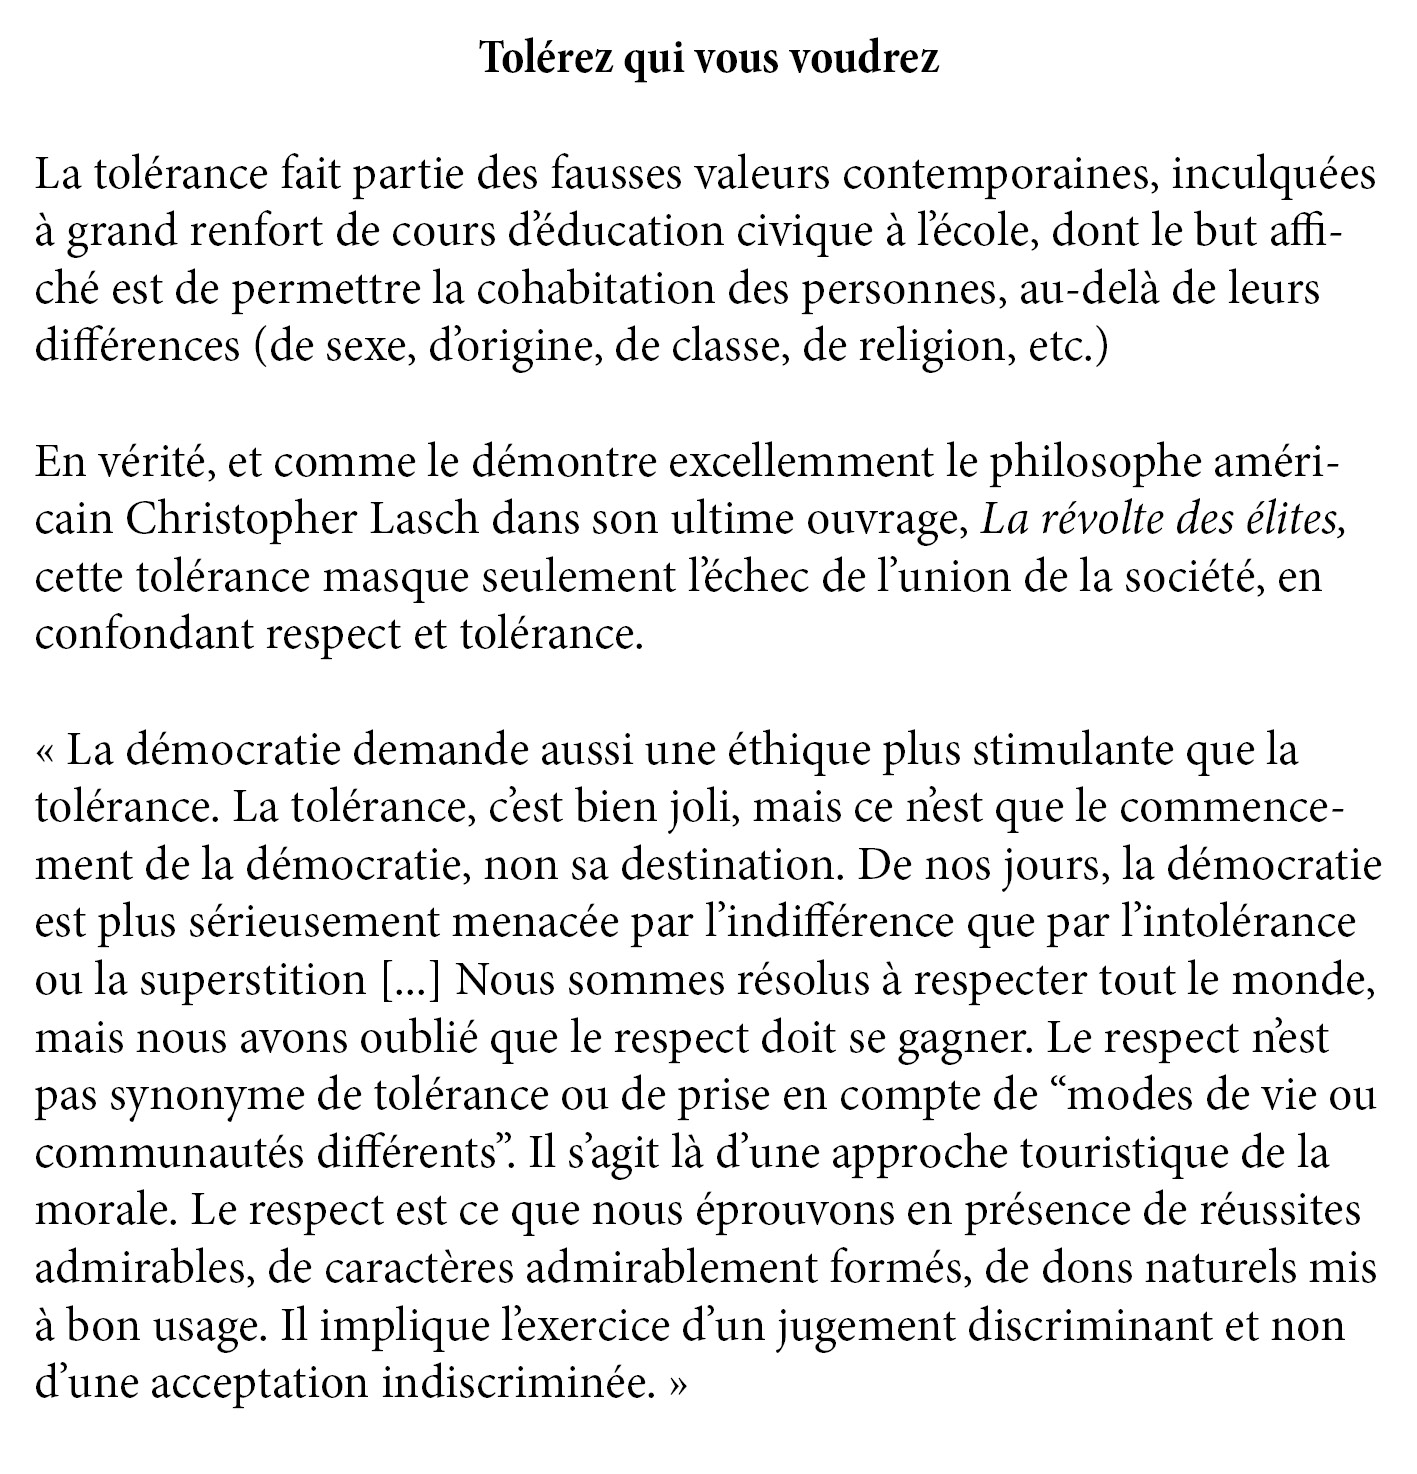 Tolérez qui vous voudrez
La tolérance fait partie des fausses valeurs contemporaines, inculquées
à grand renfort de cours d’éducation civique à l’école, dont le but affi-
ché est de permettre la cohabitation des personnes, au-delà de leurs
différences (de sexe, d’origine, de classe, de religion, etc.)
En vérité, et comme le démontre excellemment le philosophe améri-
cain Christopher Lasch dans son ultime ouvrage, La révolte des élites,
cette tolérance masque seulement l’échec de l’union de la société, en
confondant respect et tolérance.
« La démocratie demande aussi une éthique plus stimulante que la
tolérance. La tolérance, c’est bien joli, mais ce n’est que le commence-
ment de la démocratie, non sa destination. De nos jours, la démocratie
est plus sérieusement menacée par l’indifférence que par l’intolérance
ou la superstition [...] Nous sommes résolus à respecter tout le monde,
mais nous avons oublié que le respect doit se gagner. Le respect n’est
pas synonyme de tolérance ou de prise en compte de “modes de vie ou
communautés différents”. Il s’agit là d’une approche touristique de la
morale. Le respect est ce que nous éprouvons en présence de réussites
admirables, de caractères admirablement formés, de dons naturels mis
à bon usage. Il implique l’exercice d’un jugement discriminant et non
d’une acceptation indiscriminée. »